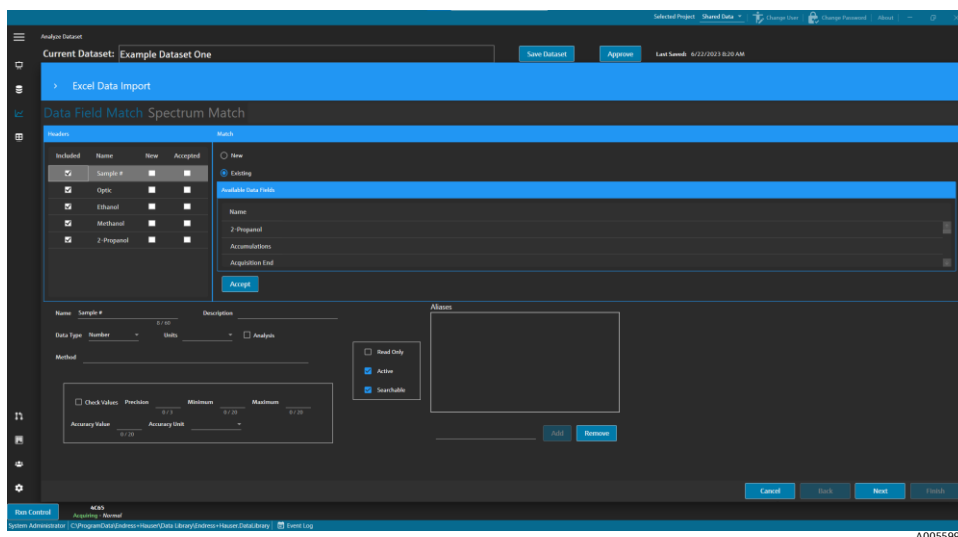 Selected Project Shared Data Change User Change Password About
Analyze Dataset
Current Dataset: Example Dataset One Save Dataset Approve Last Saved: 6/22/2023 8:20 AM
> Excel Data Import
Data Field Match Spectrum Match
Headers Match
Included Name New Accepted New
Sample # Existing
Optic Available Data Fields
Ethanol Name
Methanol 2-Propanol
2-Propanol Accumulations
Acquisition End
Accept
Name Sample # Description Aliases
0 / 60
Data Type Number Units Analysis
Method Read Only
Active
Searchable
Check Values Precision Minimum Maximum
0 / 3 0 / 20 0 / 20
Accuracy Value Accuracy Unit
0 / 20
Add Remove
Cancel Back Next Finish
Run Control 4C65
Acquiring - Normal
System Administrator C:\ProgramData\Endress+Hauser\Data Library\Endress+Hauser.DataLibrary Event Log